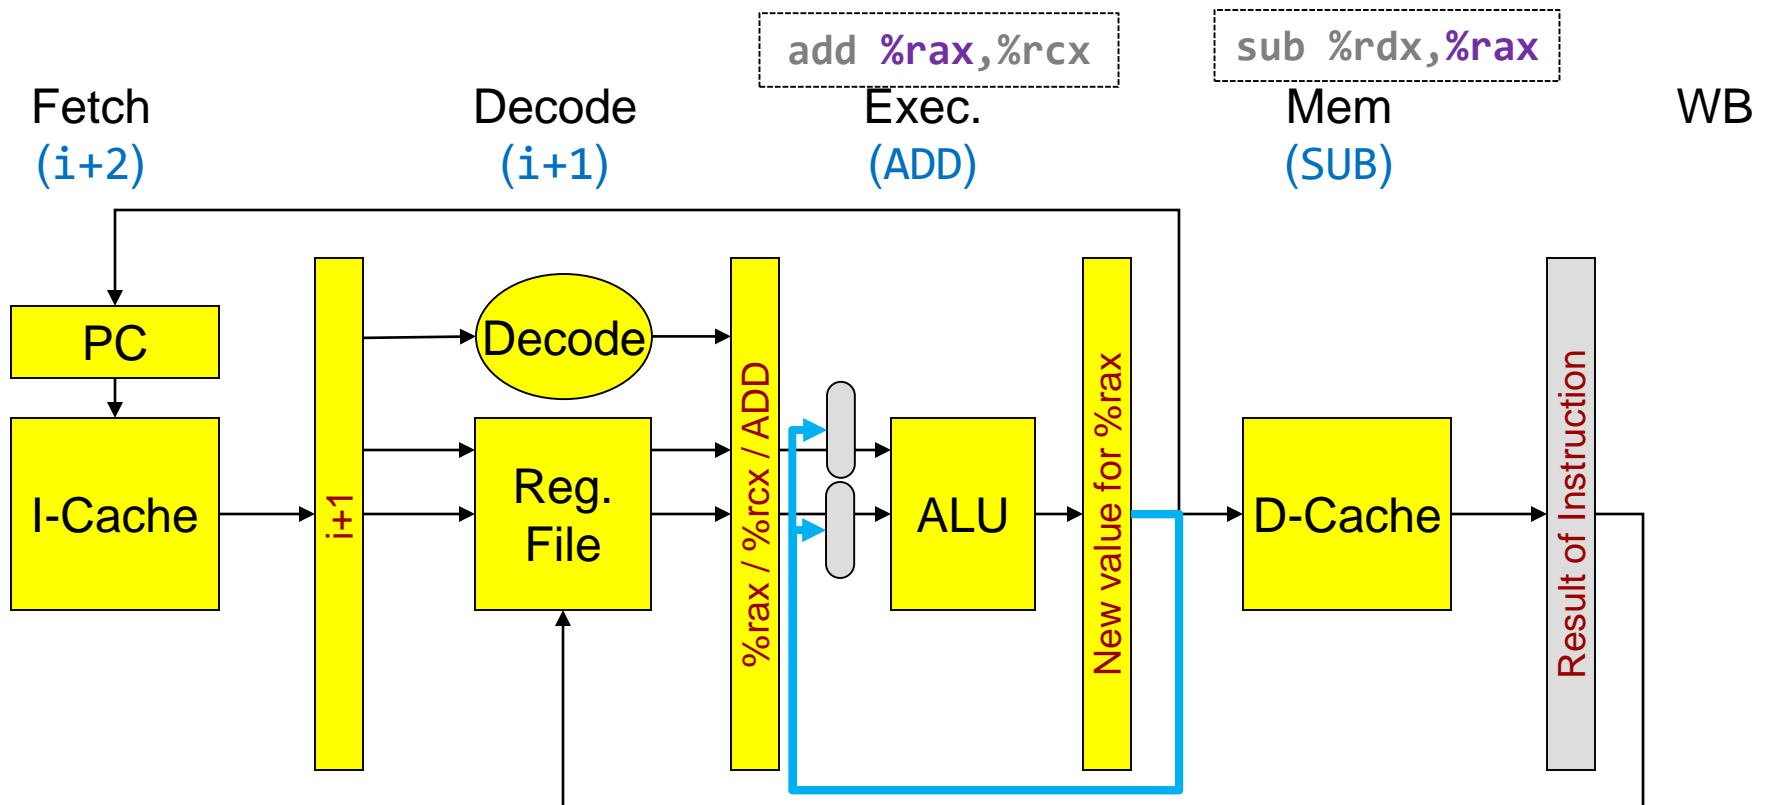 add %rax,%rcx
sub %rdx,%rax
Fetch
Decode
Exec.
Mem
WB
(i+2)
(i+1)
(ADD)
(SUB)
PC
I-Cache
i+1
Decode
Reg.
File
%rax / %rcx / ADD
ALU
New value for %rax
D-Cache
Result of Instruction